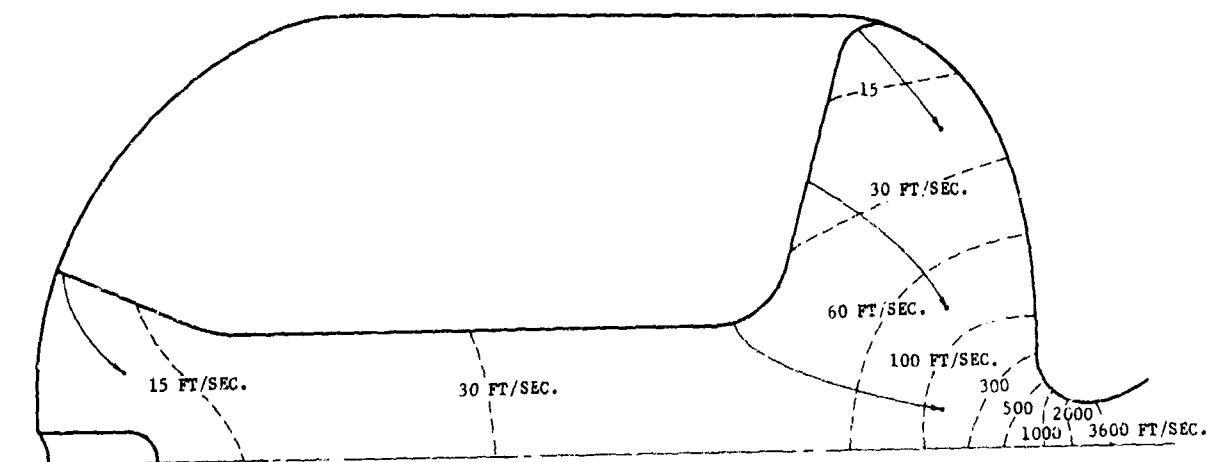 15
30 FT/SEC.
60 FT/SEC.
100 FT/SEC.
15 FT/SEC.
30 FT/SEC.
300
500
2000
1000
3600 FT/SEC.